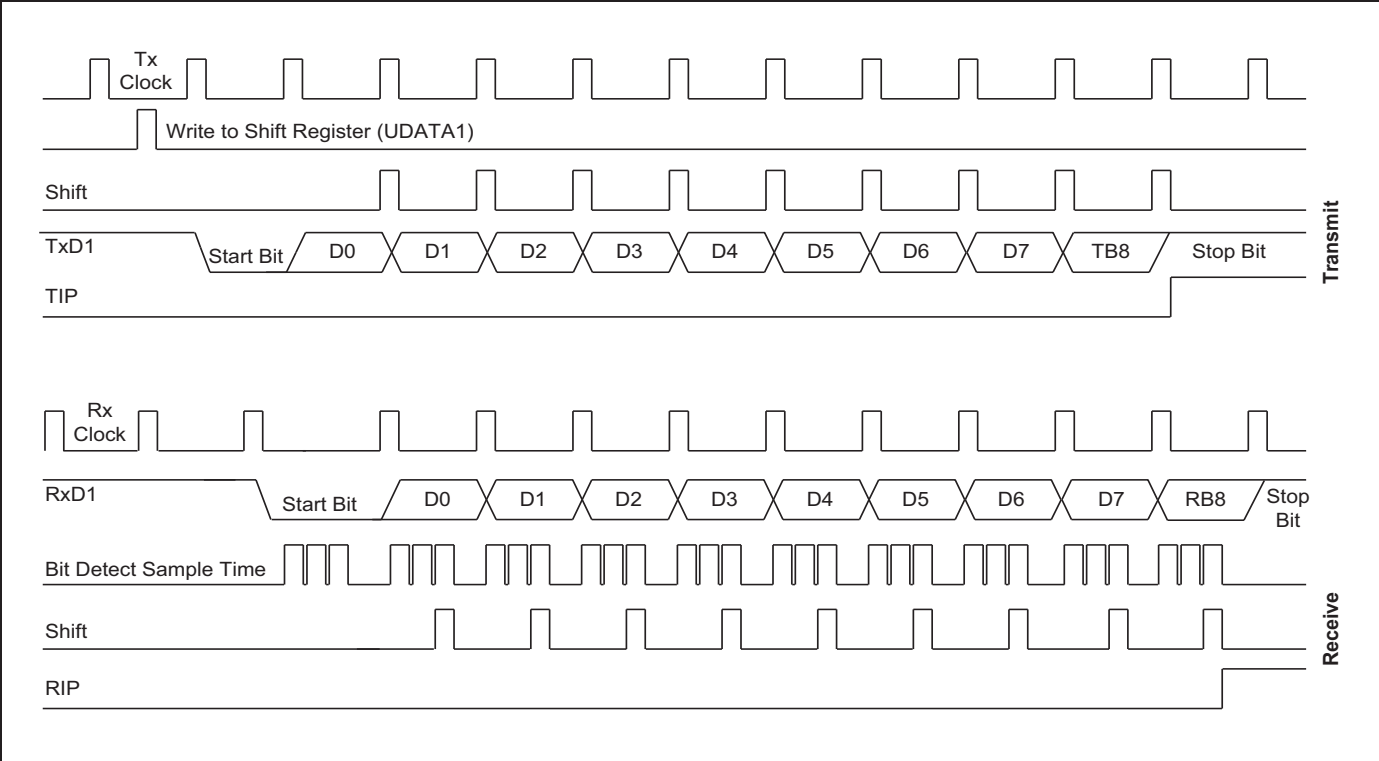 Tx
Clock
Write to Shift Register (UDATA1)
Shift
TxD1
Start Bit
D0
D1
D2
D3
D4
D5
D6
D7
TB8
Stop Bit
TIP
Transmit
Rx
Clock
RxD1
Start Bit
D0
D1
D2
D3
D4
D5
D6
D7
RB8
Stop
Bit
Bit Detect Sample Time
Shift
RIP
Receive